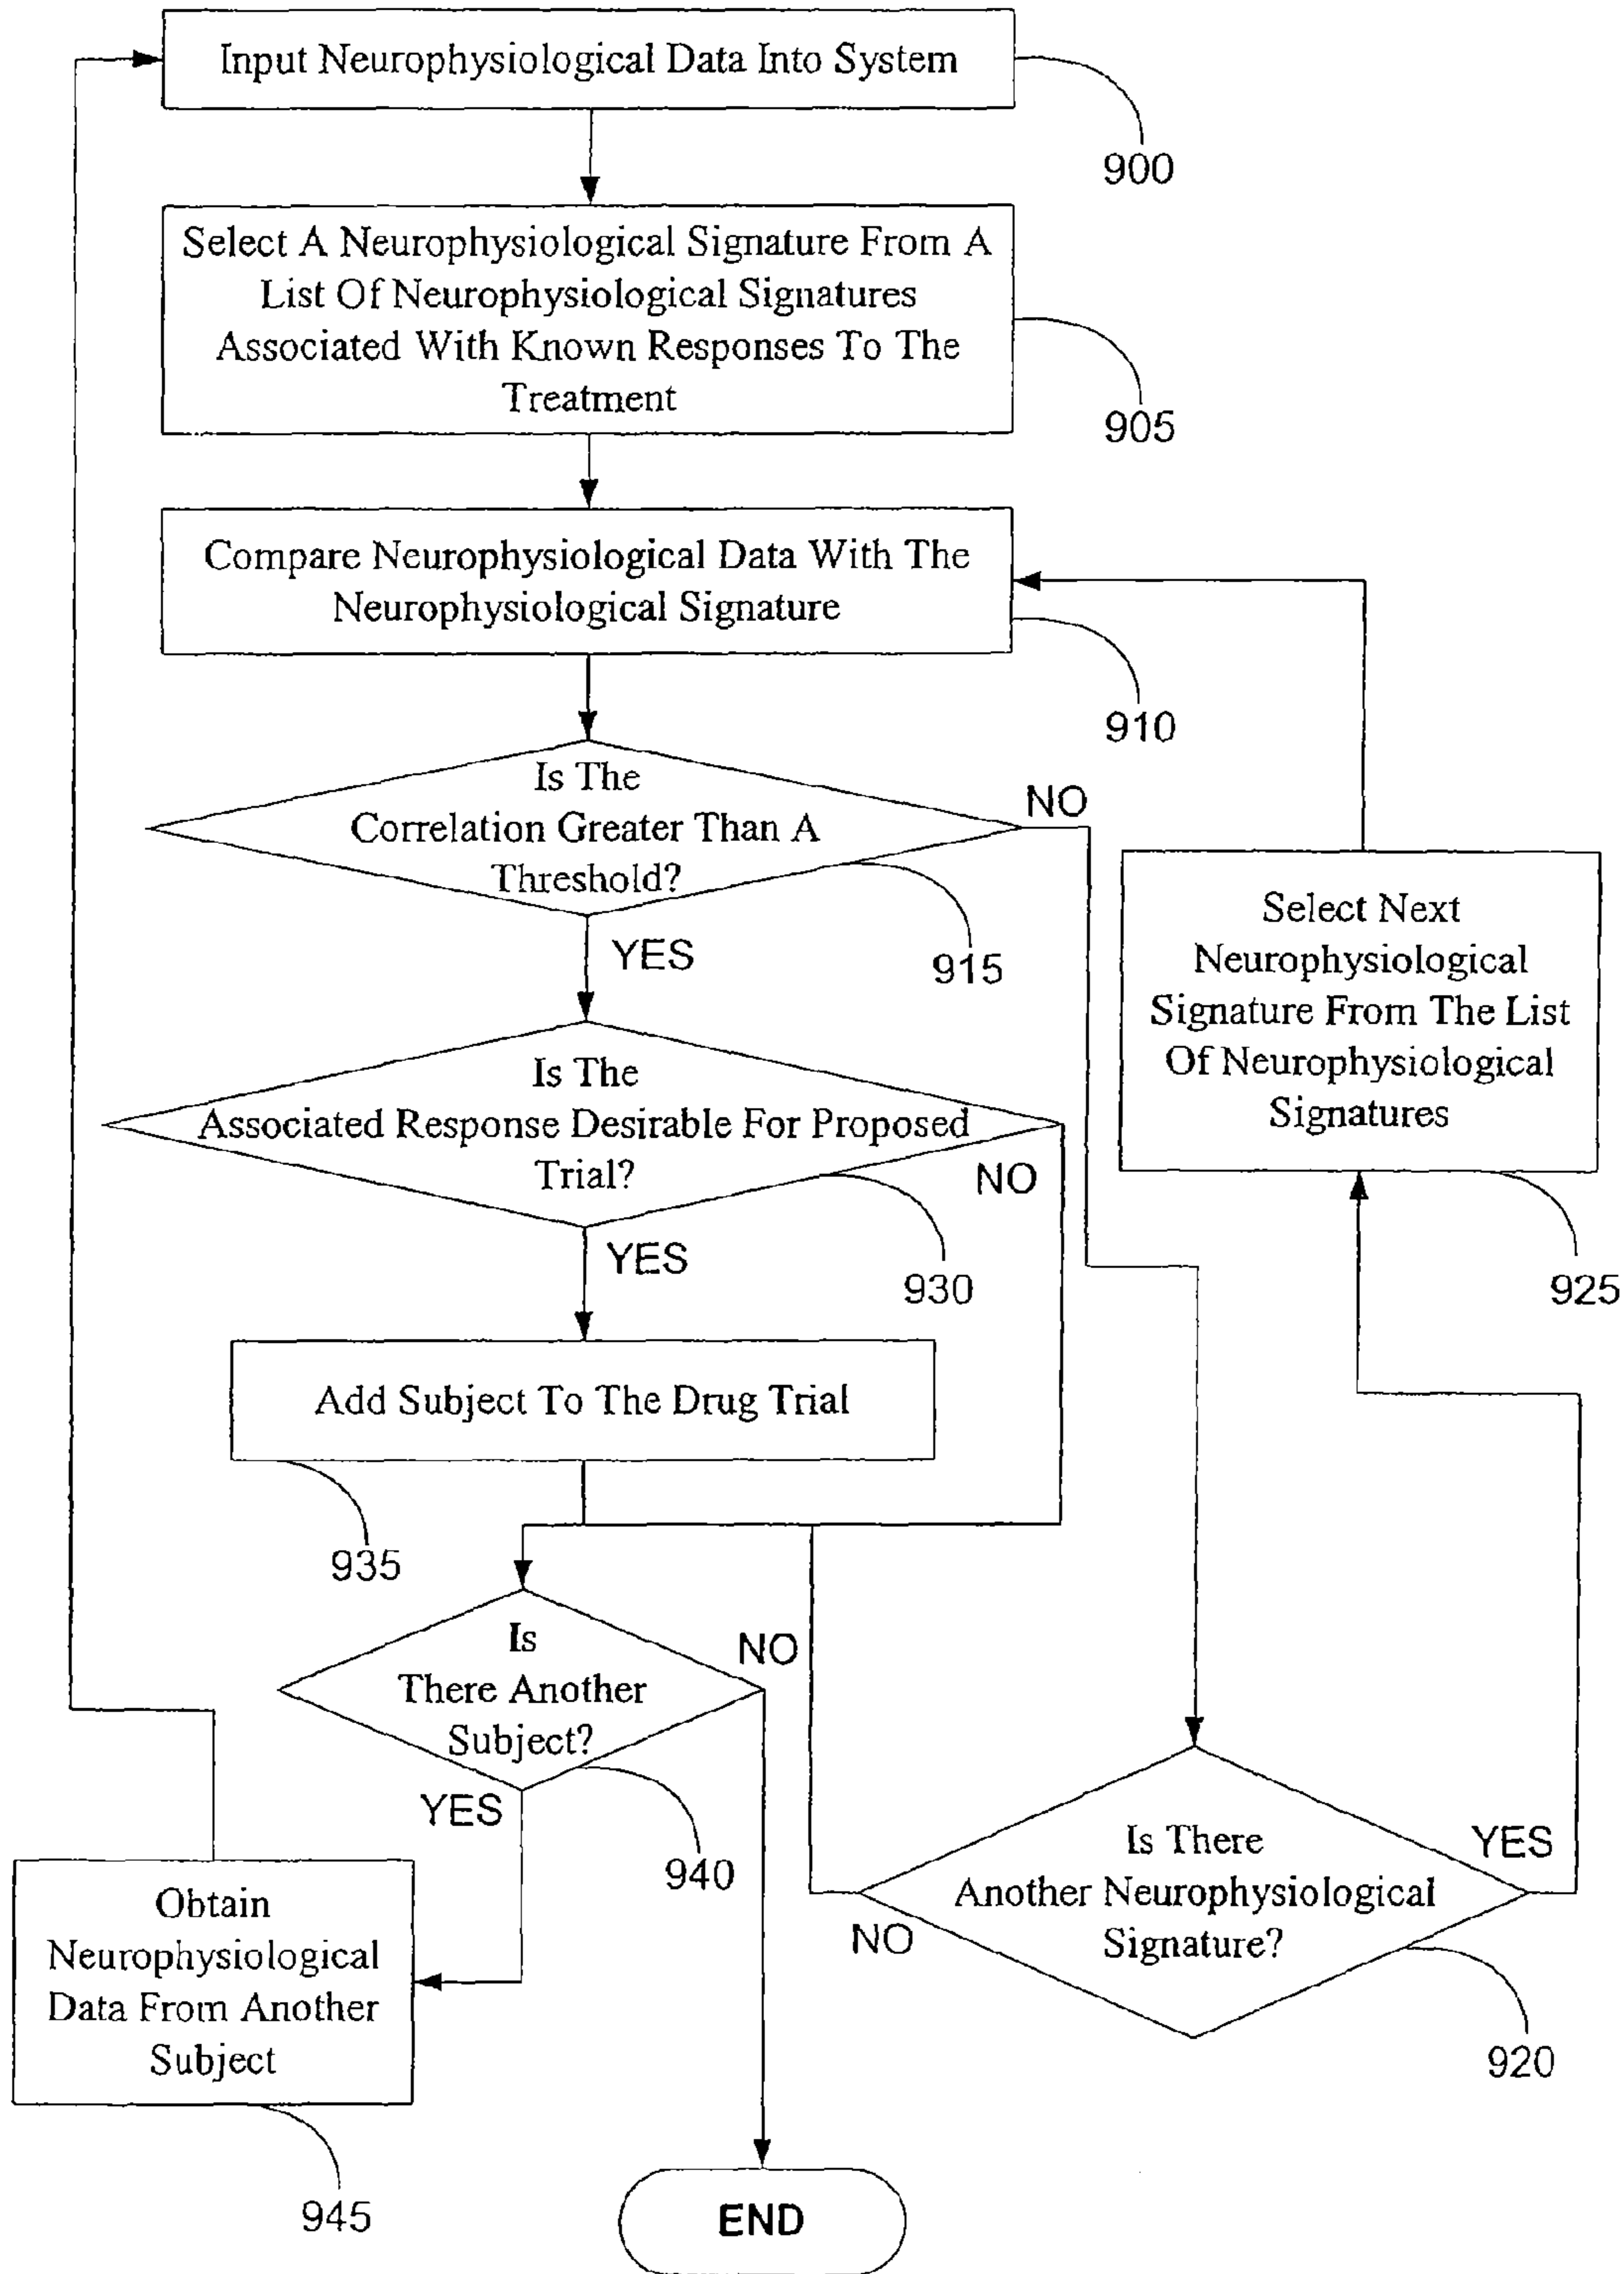 Input Neurophysiological Data Into System
900
Select A Neurophysiological Signature From A
List Of Neurophysiological Signatures
Associated With Known Responses To The
Treatment
905
Compare Neurophysiological Data With The
Neurophysiological Signature
910
Is The
Correlation Greater Than A
Threshold?
NO
YES
915
Select Next
Neurophysiological
Signature From The List
Of Neurophysiological
Signatures
925
Is The
Associated Response Desirable For Proposed
Trial?
NO
YES
930
Add Subject To The Drug Trial
935
Is
There Another
Subject?
NO
YES
940
Is There
Another Neurophysiological
Signature?
YES
NO
920
Obtain
Neurophysiological
Data From Another
Subject
945
END